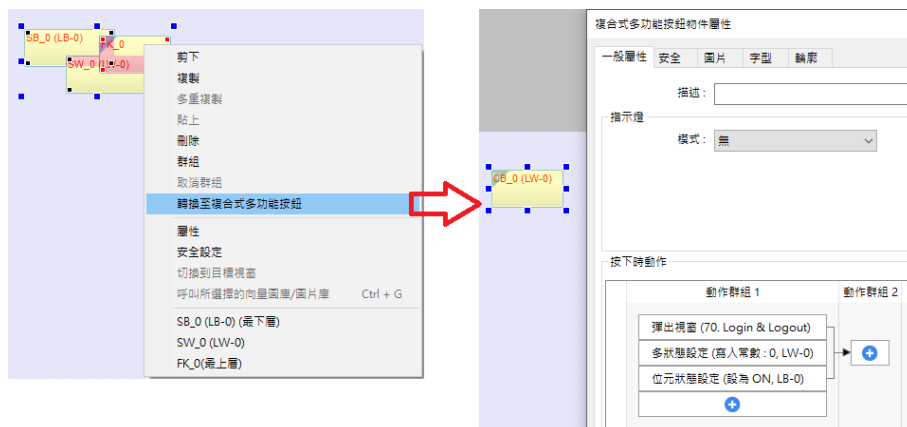 SB_0 (LB-0)
FK_0
SW_0 (LW-0)
剪下
複製
多重複製
貼上
刪除
群組
取消群組
轉換至複合式多功能按鈕
屬性
安全設定
切換到目標視窗
呼叫所選擇的向量圖庫/圖片庫 Ctrl + G
SB_0 (LB-0) (最下層)
SW_0 (LW-0)
FK_0(最上層)
CB_0 (LW-0)
複合式多功能按鈕物件屬性
一般屬性 安全 圖片 字型 輪廓
描述 :
指示燈
模式 : 無
按下時動作
動作群組 1 動作群組 2
彈出視窗 (70. Login & Logout)
多狀態設定 (寫入常數 : 0, LW-0)
位元狀態設定 (設為 ON, LB-0)